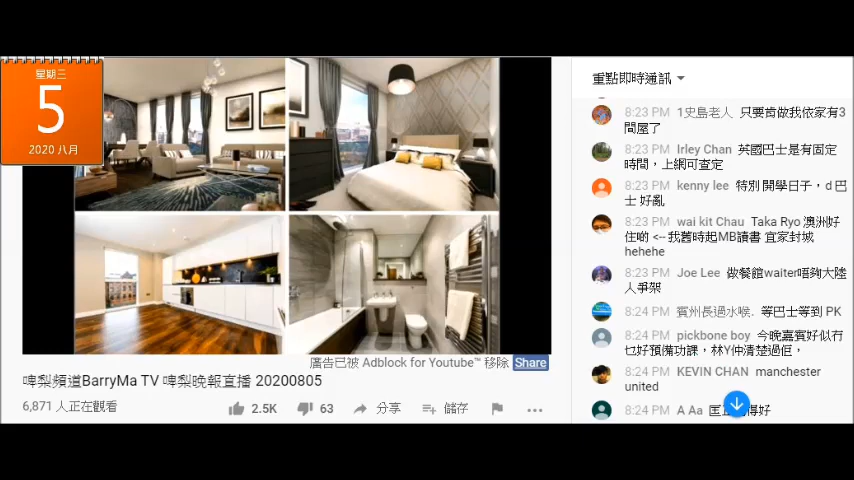 星期三
5
2020 八月
廣告已被 Adblock for Youtube™ 移除 Share
啤梨頻道BarryMa TV 啤梨晚報直播 20200805
6,871 人正在觀看
2.5K
63
分享
儲存
重點即時通訊
8:23 PM 1史島老人 只要肯做我依家有3
間屋了
8:23 PM Irley Chan 英國巴士是有固定
時間，上網可查定
8:23 PM kenny lee 特別 開學日子，d 巴
士 好亂
8:23 PM wai kit Chau Taka Ryo 澳洲好
住啲 <-- 我舊時起MB讀書 宜家封城
hehehe
8:23 PM Joe Lee 做餐館waiter唔夠大陸
人爭架
8:24 PM 賓州長過水喉. 等巴士等到 PK
8:24 PM pickbone boy 今晚嘉賓好似冇
乜好預備功課，林Y仲清楚過佢，
8:24 PM KEVIN CHAN manchester
united
8:24 PM A Aa 得好